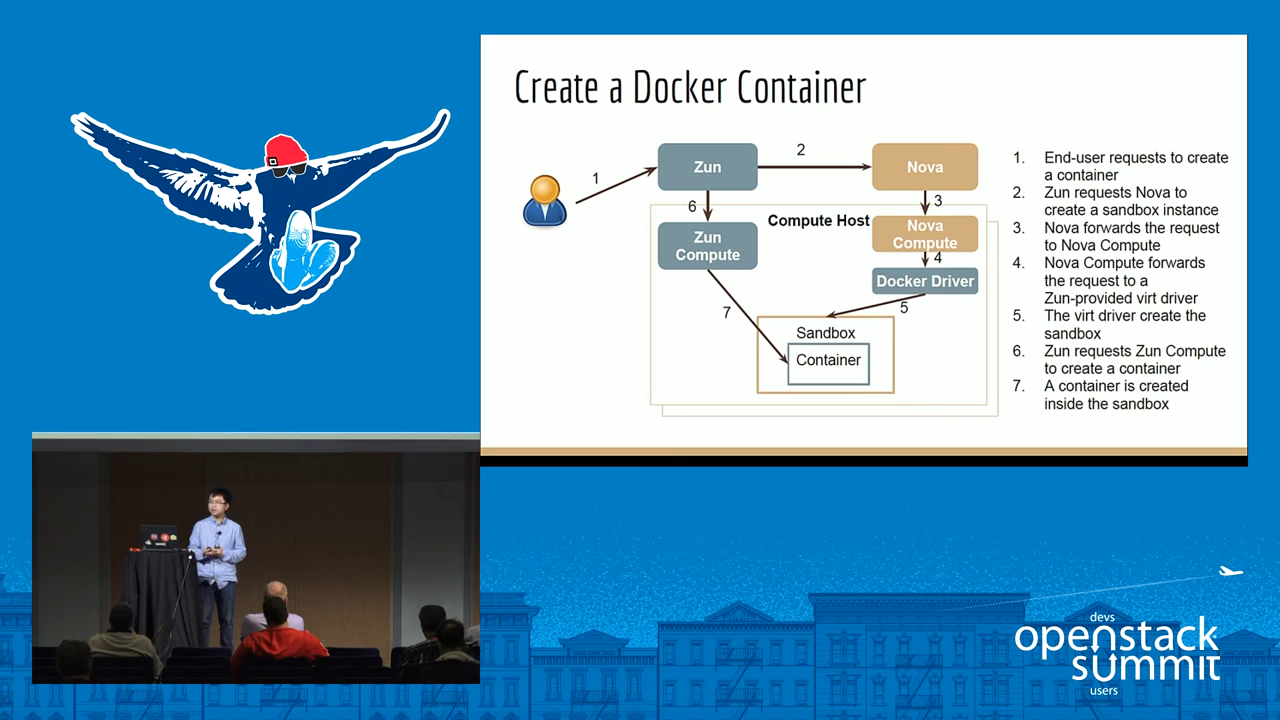 Create a Docker Container
1
Zun
2
Nova
6
3
Compute Host
Zun
Compute
Nova
Compute
4
Docker Driver
7
5
Sandbox
Container
1. End-user requests to create
a container
2. Zun requests Nova to
create a sandbox instance
3. Nova forwards the request
to Nova Compute
4. Nova Compute forwards
the request to a
Zun-provided virt driver
5. The virt driver create the
sandbox
6. Zun requests Zun Compute
to create a container
7. A container is created
inside the sandbox
devs
openstack
summit
users